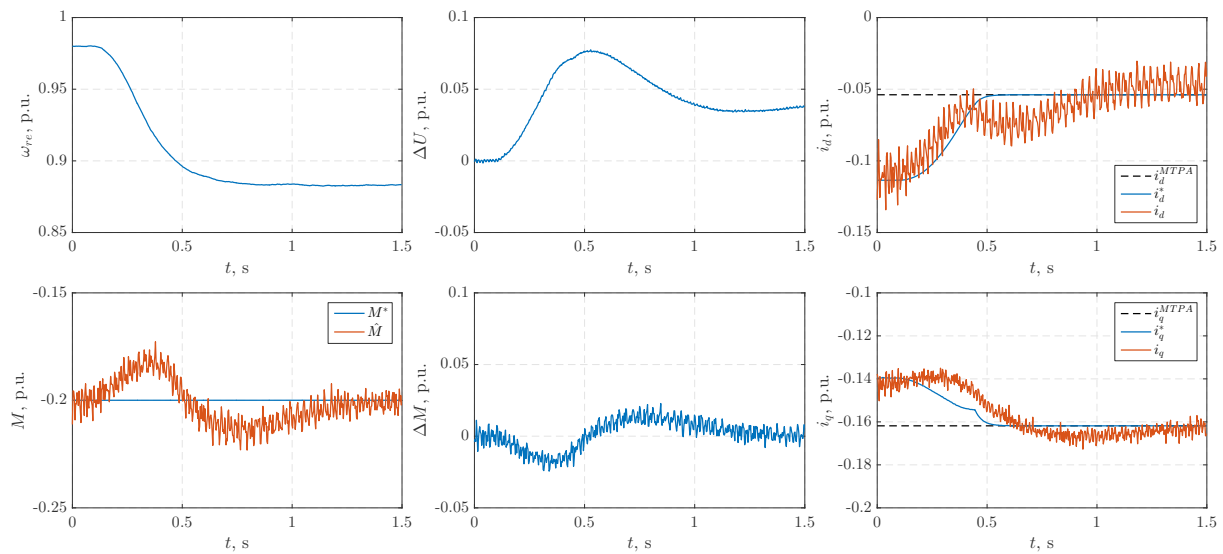 1
0.95
0.9
0.85
ω_re, p.u.
0 0.5 1 1.5
t, s
0.1
0.05
0
-0.05
ΔU, p.u.
0 0.5 1 1.5
t, s
0
-0.05
-0.1
-0.15
i_d, p.u.
i_d^MTPA
i_d^*
i_d
0 0.5 1 1.5
t, s
-0.15
-0.2
-0.25
M, p.u.
M*
M̂
0 0.5 1 1.5
t, s
0.1
0.05
0
-0.05
ΔM, p.u.
0 0.5 1 1.5
t, s
-0.1
-0.12
-0.14
-0.16
-0.18
-0.2
i_q, p.u.
i_q^MTPA
i_q^*
i_q
0 0.5 1 1.5
t, s